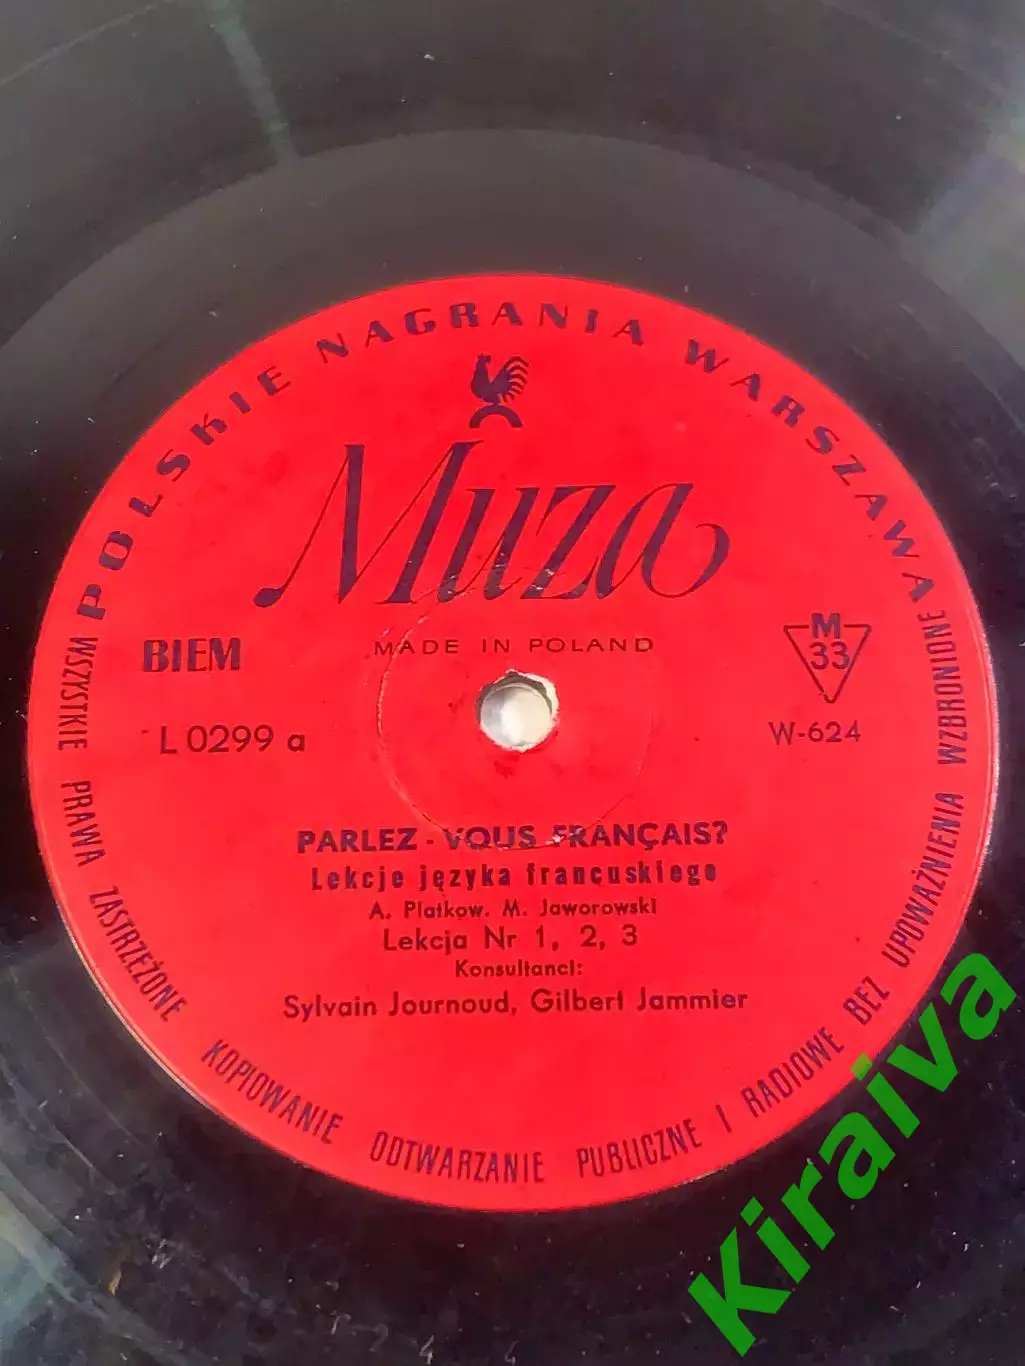 POLSKIE NAGRANIA WARSZAWA
Muza
MADE IN POLAND
BIEM
M
33
L 0299 a
W-624
PARLEZ - VOUS FRANÇAIS?
Lekcje języka francuskiego
A. Platkow. M. Jaworowski
Lekcja Nr 1, 2, 3
Konsultanci:
Sylvain Journoud, Gilbert Jammier
WSZYSTKIE PRAWA ZASTRZEŻONE KOPIOWANIE ODTWARZANIE PUBLICZNE I RADIOWE BEZ UPOWAŻNIENIA WZBRONIONE
Kiraiva